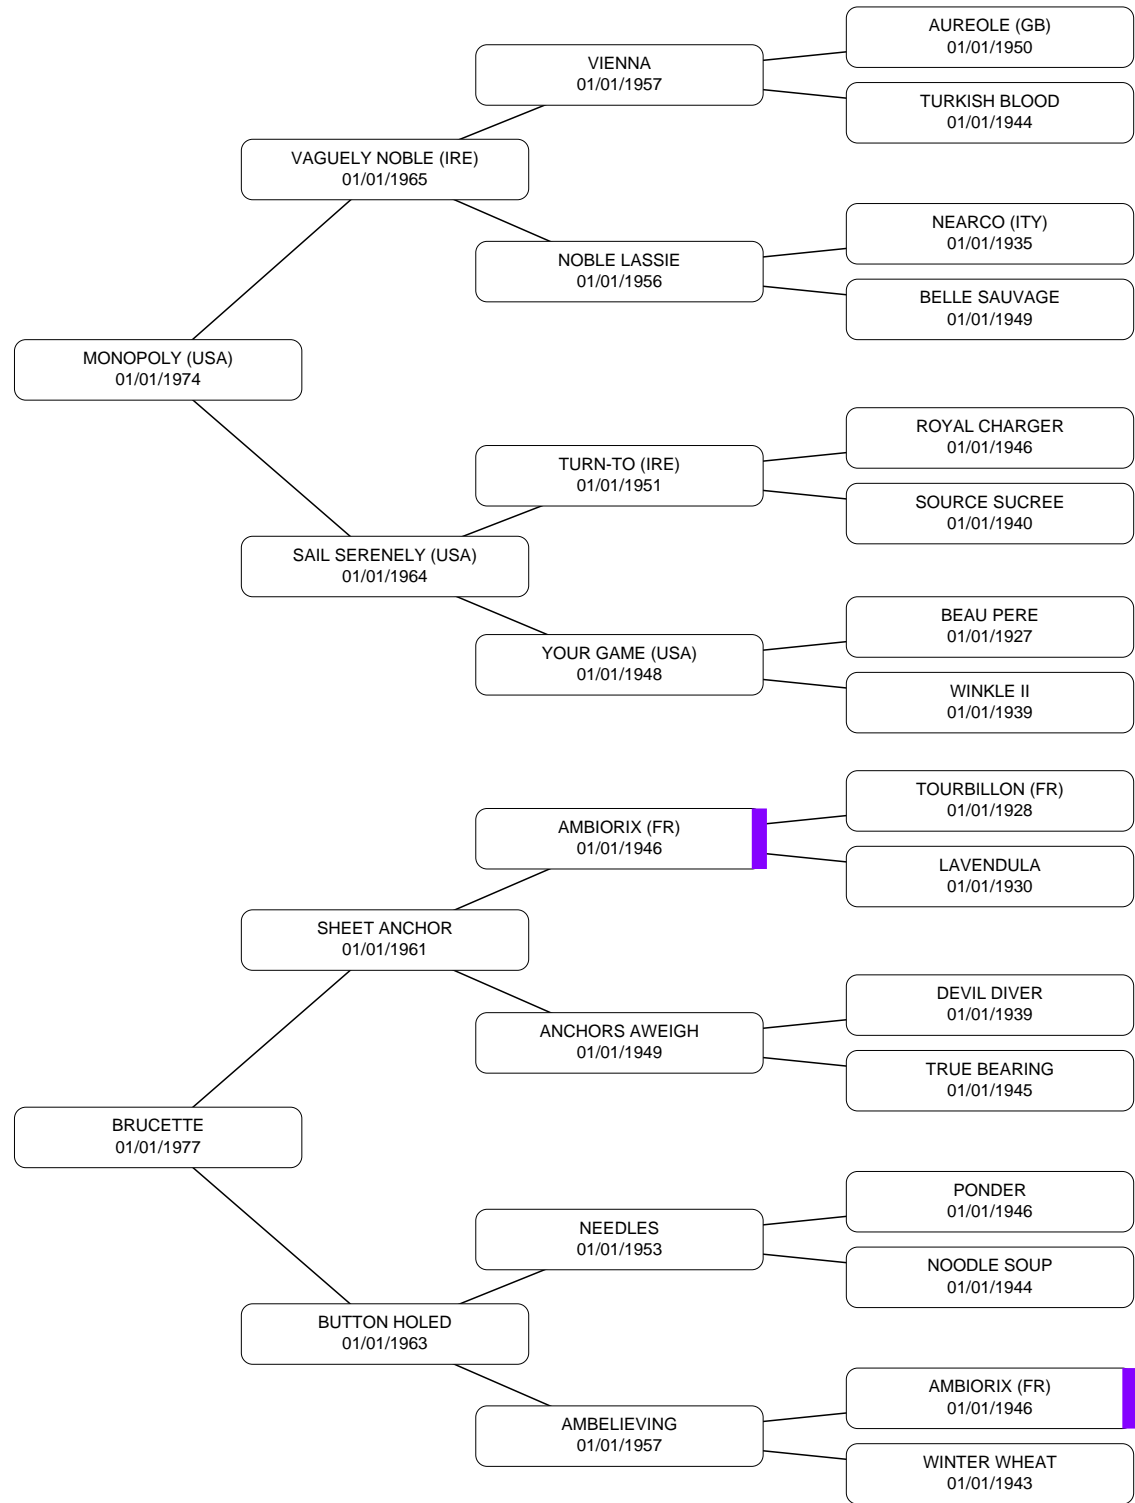 AUREOLE (GB)
01/01/1950
VIENNA
01/01/1957
TURKISH BLOOD
01/01/1944
VAGUELY NOBLE (IRE)
01/01/1965
NEARCO (ITY)
01/01/1935
NOBLE LASSIE
01/01/1956
BELLE SAUVAGE
01/01/1949
MONOPOLY (USA)
01/01/1974
ROYAL CHARGER
01/01/1946
TURN-TO (IRE)
01/01/1951
SOURCE SUCREE
01/01/1940
SAIL SERENELY (USA)
01/01/1964
BEAU PERE
01/01/1927
YOUR GAME (USA)
01/01/1948
WINKLE II
01/01/1939
TOURBILLON (FR)
01/01/1928
AMBIORIX (FR)
01/01/1946
LAVENDULA
01/01/1930
SHEET ANCHOR
01/01/1961
DEVIL DIVER
01/01/1939
ANCHORS AWEIGH
01/01/1949
TRUE BEARING
01/01/1945
BRUCETTE
01/01/1977
PONDER
01/01/1946
NEEDLES
01/01/1953
NOODLE SOUP
01/01/1944
BUTTON HOLED
01/01/1963
AMBIORIX (FR)
01/01/1946
AMBELIEVING
01/01/1957
WINTER WHEAT
01/01/1943